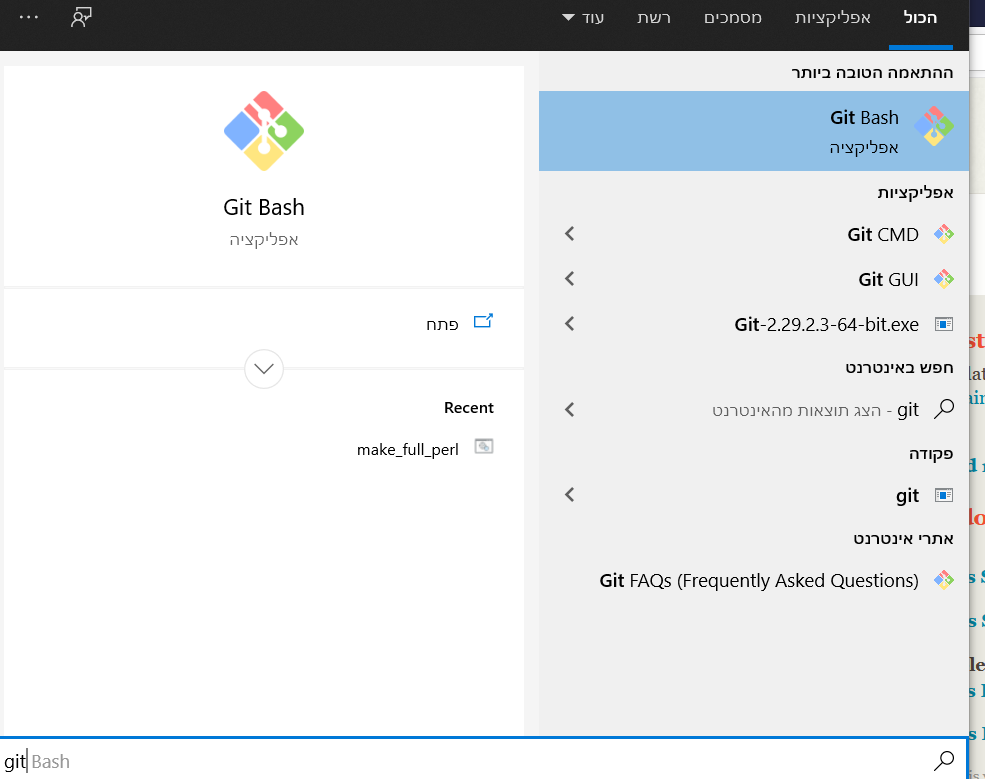 הכול
אפליקציות
מסמכים
רשת
עוד
ההתאמה הטובה ביותר
Git Bash
אפליקציה
אפליקציות
Git CMD
Git GUI
Git-2.29.2.3-64-bit.exe
חפש באינטרנט
git - הצג תוצאות מהאינטרנט
פקודה
git
אתרי אינטרנט
Git FAQs (Frequently Asked Questions)
Git Bash
אפליקציה
פתח
Recent
make_full_perl
git Bash